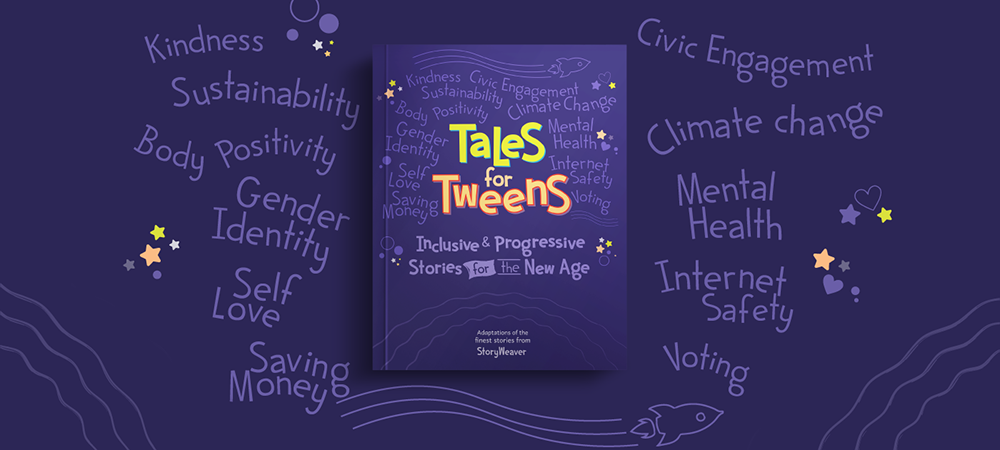 Kindness
Sustainability
Body Positivity
Gender
Identity
Self
Love
Saving
Money
Kindness Civic Engagement
Sustainability
Body Positivity Climate Change
Gender
Identity
Mental
Health
Self
Love
Internet
Safety
Saving
Money
Voting
Tales
for
Tweens
Inclusive & Progressive
Stories for the New Age
Adaptations of the
finest stories from
StoryWeaver
Civic Engagement
Climate change
Mental
Health
Internet
Safety
Voting